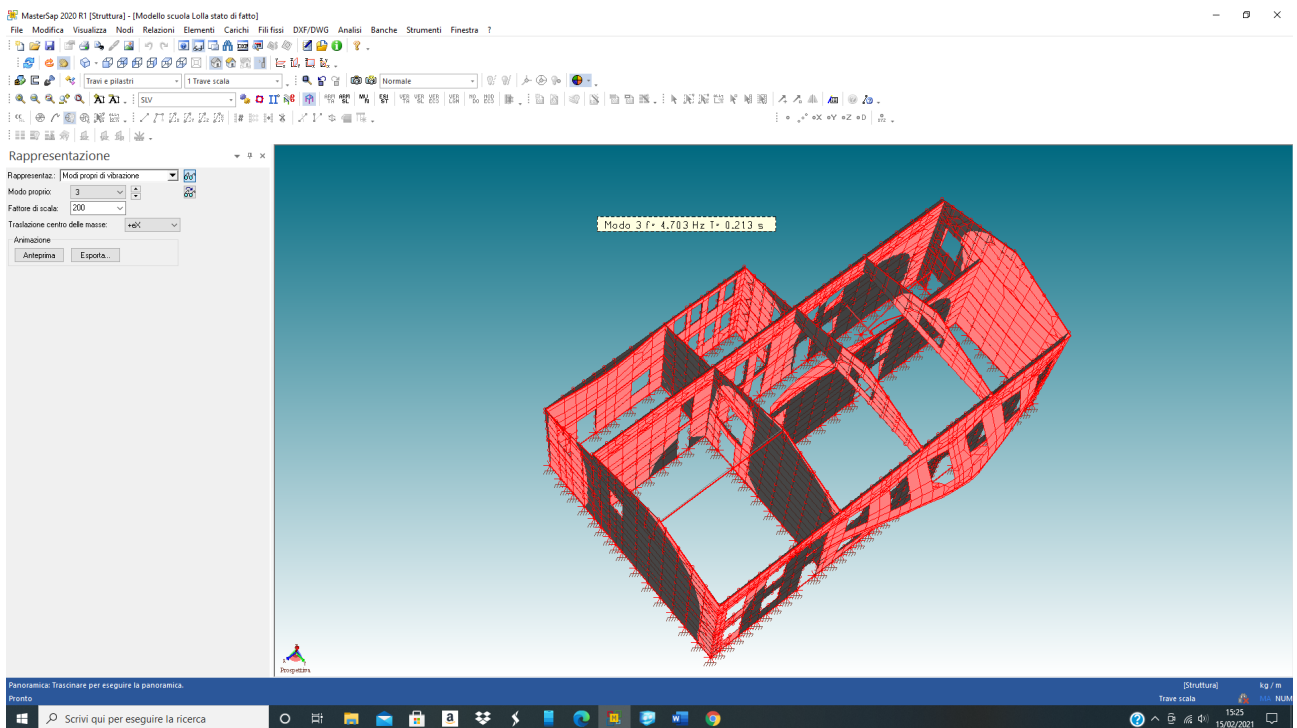 MasterSap 2020 R1 [Struttura] - [Modello scuola Lolla stato di fatto]
File Modifica Visualizza Nodi Relazioni Elementi Carichi Fili fissi DXF/DWG Analisi Banche Strumenti Finestra ?
Travi e pilastri
1 Trave scala
Normale
SLV
Rappresentazione
Rappresentaz.: Modi propri di vibrazione
Modo proprio: 3
Fattore di scala: 200
Traslazione centro delle masse: +eX
Animazione
Anteprima Esporta...
Modo 3 f= 4.703 Hz T= 0.213 s
Prospettiva
Panoramica: Trascinare per eseguire la panoramica.
[Struttura] kg / m
Pronto
Trave scala MA NUM
Scrivi qui per eseguire la ricerca
15:25
15/02/2021